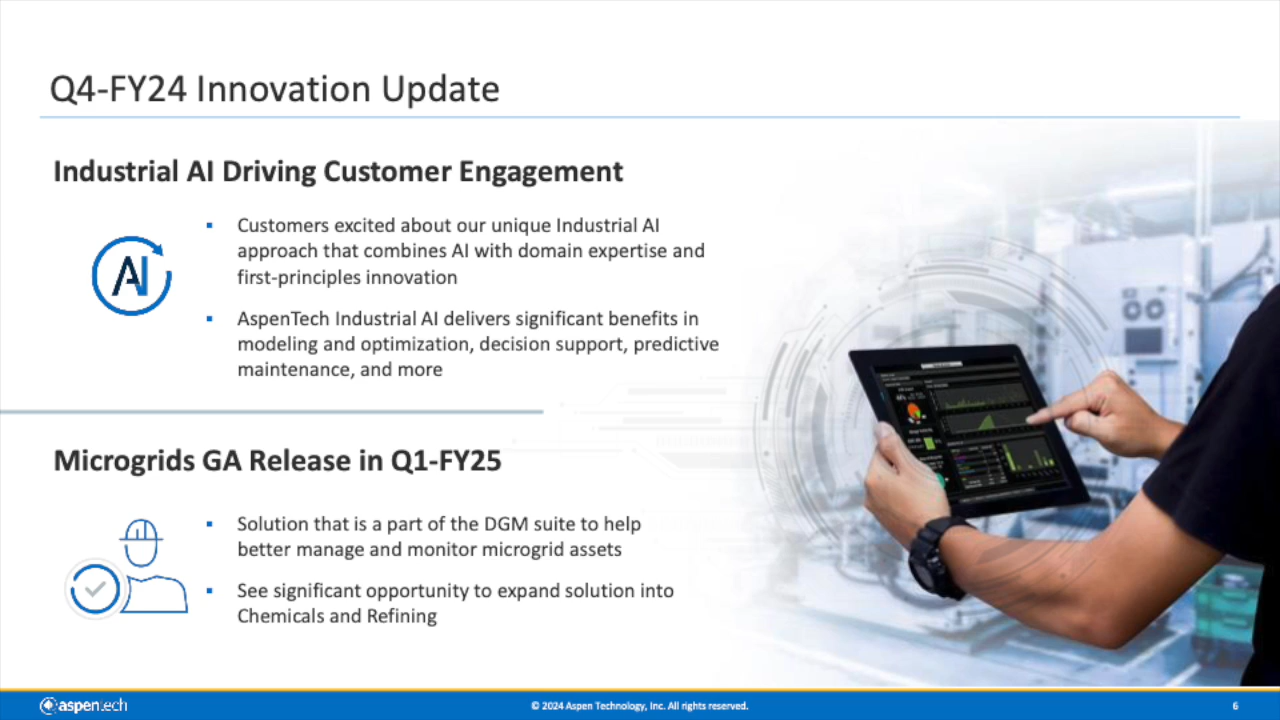 Q4-FY24 Innovation Update
Industrial AI Driving Customer Engagement
AI
▪ Customers excited about our unique Industrial AI
approach that combines AI with domain expertise and
first-principles innovation
▪ AspenTech Industrial AI delivers significant benefits in
modeling and optimization, decision support, predictive
maintenance, and more
Microgrids GA Release in Q1-FY25
▪ Solution that is a part of the DGM suite to help
better manage and monitor microgrid assets
▪ See significant opportunity to expand solution into
Chemicals and Refining
aspentech
© 2024 Aspen Technology, Inc. All rights reserved.
6